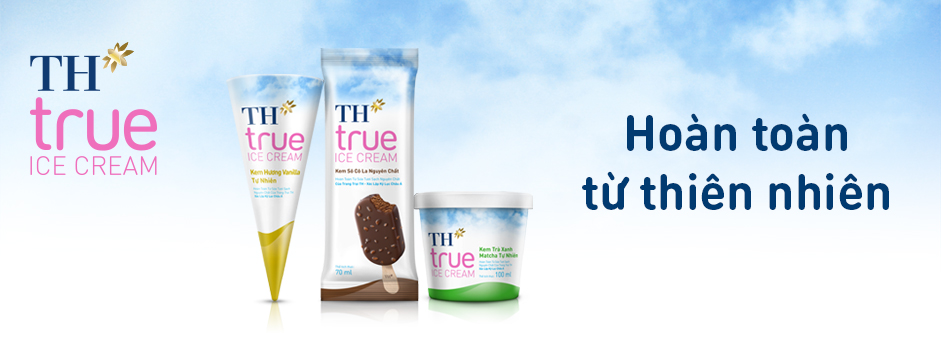 TH
true
ICE CREAM
TH
true
ICE CREAM
Kem Hương Vanilla
Tự Nhiên
TH
true
ICE CREAM
Kem Sô Cô La Nguyên Chất
70 ml
TH
true
ICE CREAM
Kem Trà Xanh
Matcha Tự Nhiên
100 ml
Hoàn toàn
từ thiên nhiên